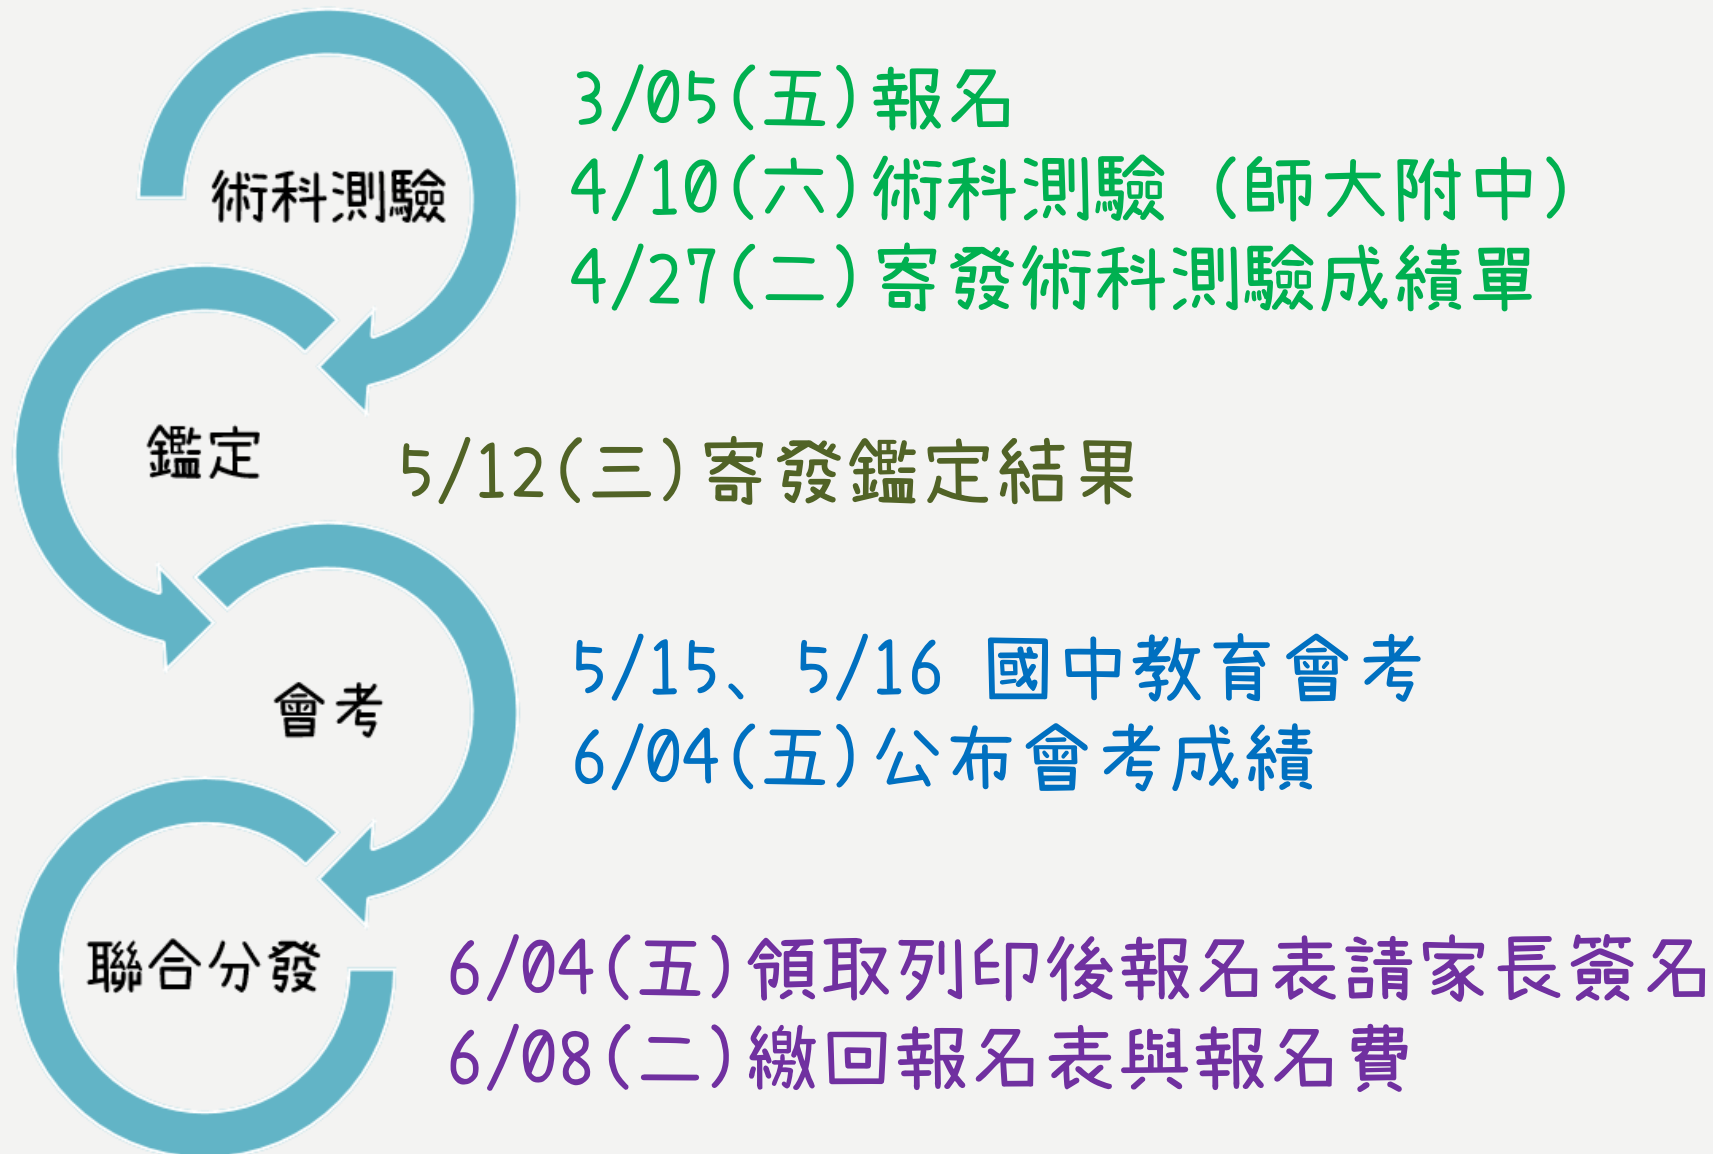 術科測驗
3/05(五)報名
4/10(六)術科測驗 (師大附中)
4/27(二)寄發術科測驗成績單
鑑定
5/12(三)寄發鑑定結果
會考
5/15、5/16 國中教育會考
6/04(五)公布會考成績
聯合分發
6/04(五)領取列印後報名表請家長簽名
6/08(二)繳回報名表與報名費